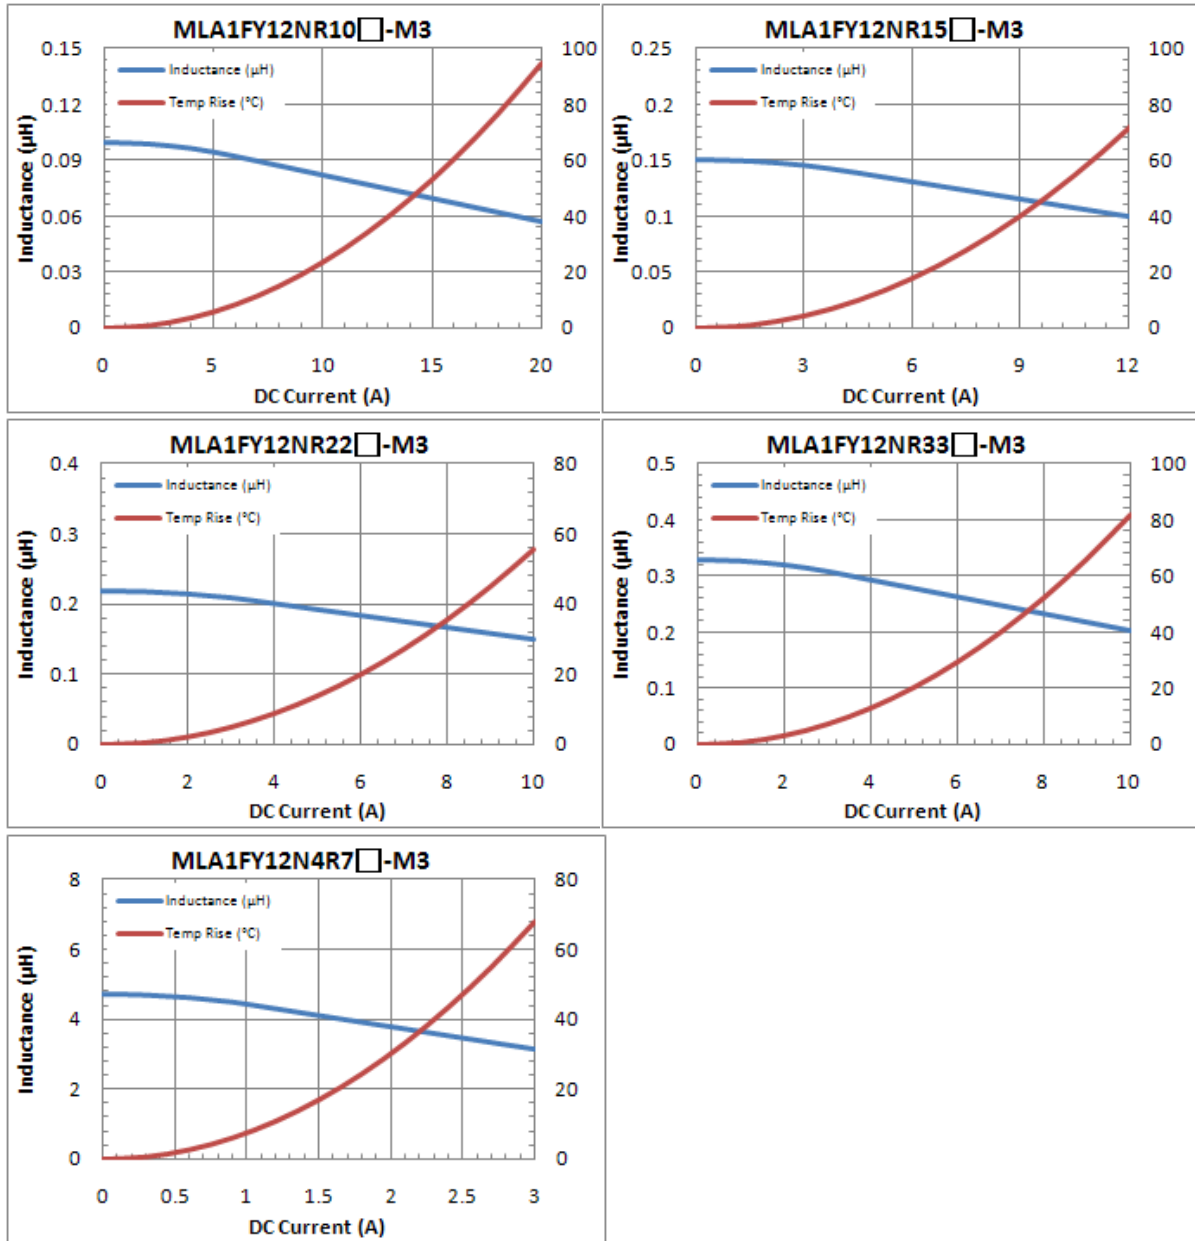 MLA1FY12NR10□-M3
Inductance (µH)
Temp Rise (°C)
Inductance (µH)
0.15
0.12
0.09
0.06
0.03
0
100
80
60
40
20
0
0 5 10 15 20
DC Current (A)
MLA1FY12NR15□-M3
Inductance (µH)
Temp Rise (°C)
Inductance (µH)
0.25
0.2
0.15
0.1
0.05
0
100
80
60
40
20
0
0 3 6 9 12
DC Current (A)
MLA1FY12NR22□-M3
Inductance (µH)
Temp Rise (°C)
Inductance (µH)
0.4
0.3
0.2
0.1
0
80
60
40
20
0
0 2 4 6 8 10
DC Current (A)
MLA1FY12NR33□-M3
Inductance (µH)
Temp Rise (°C)
Inductance (µH)
0.5
0.4
0.3
0.2
0.1
0
100
80
60
40
20
0
0 2 4 6 8 10
DC Current (A)
MLA1FY12N4R7□-M3
Inductance (µH)
Temp Rise (°C)
Inductance (µH)
8
6
4
2
0
80
60
40
20
0
0 0.5 1 1.5 2 2.5 3
DC Current (A)